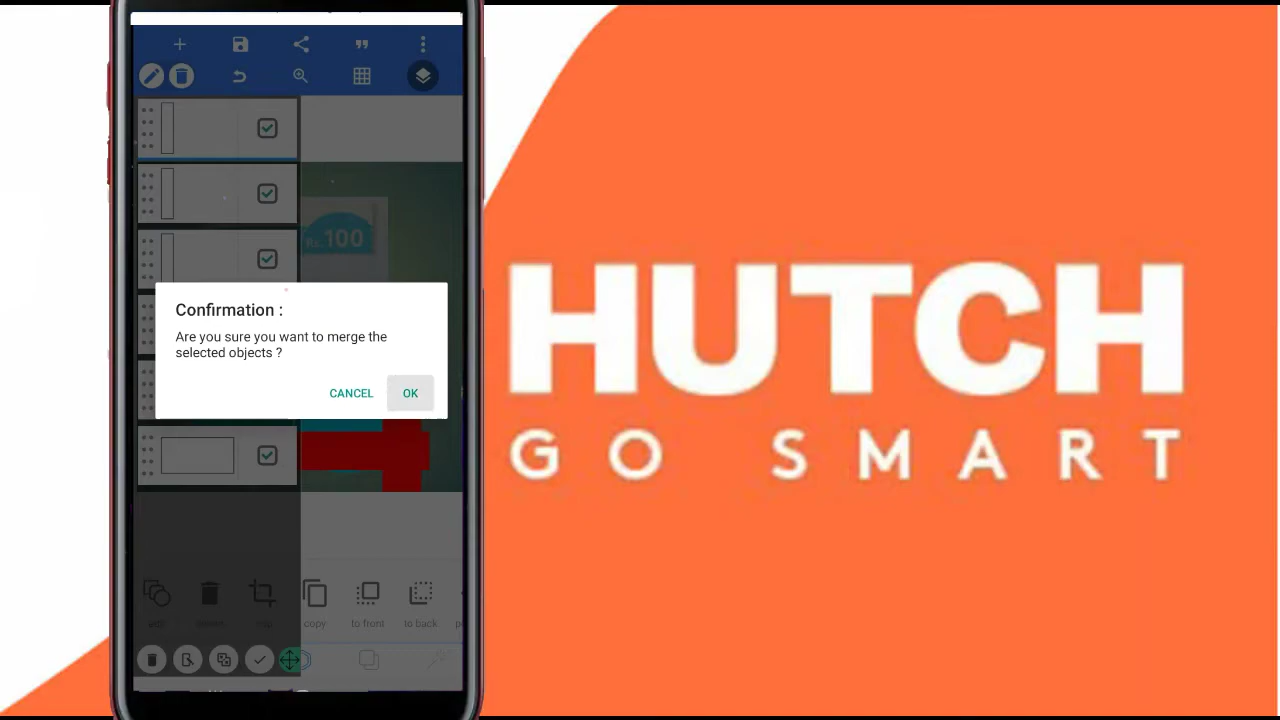 Rs.100
Confirmation :
Are you sure you want to merge the
selected objects ?
CANCEL
OK
copy
to front
to back
HUTCH
GO SMART